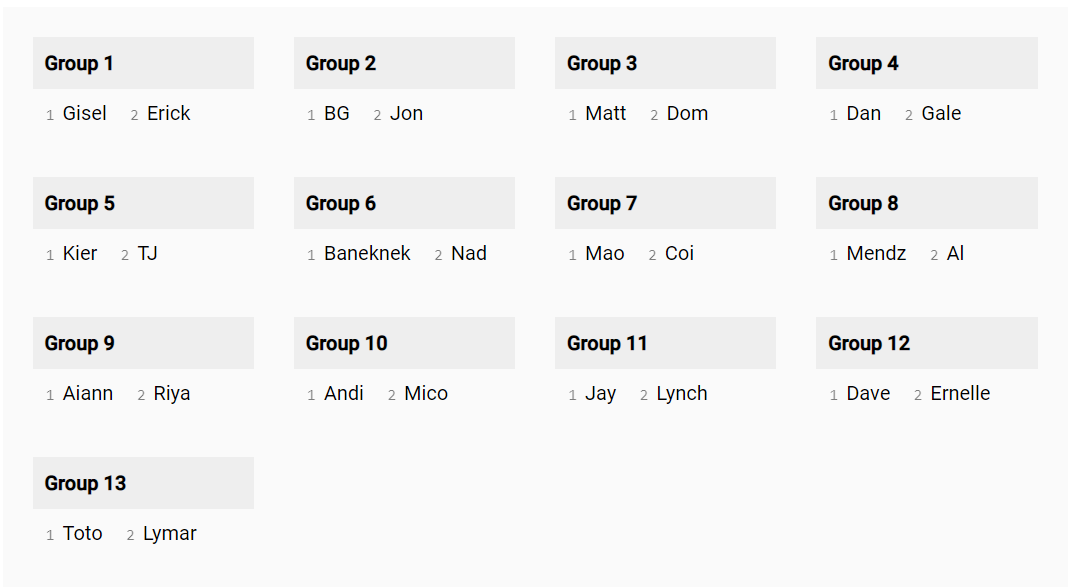 Group 1 Group 2 Group 3 Group 4
1 Gisel 2 Erick 1 BG 2 Jon 1 Matt 2 Dom 1 Dan 2 Gale
Group 5 Group 6 Group 7 Group 8
1 Kier 2 TJ 1 Baneknek 2 Nad 1 Mao 2 Coi 1 Mendz 2 Al
Group 9 Group 10 Group 11 Group 12
1 Aiann 2 Riya 1 Andi 2 Mico 1 Jay 2 Lynch 1 Dave 2 Ernelle
Group 13
1 Toto 2 Lymar